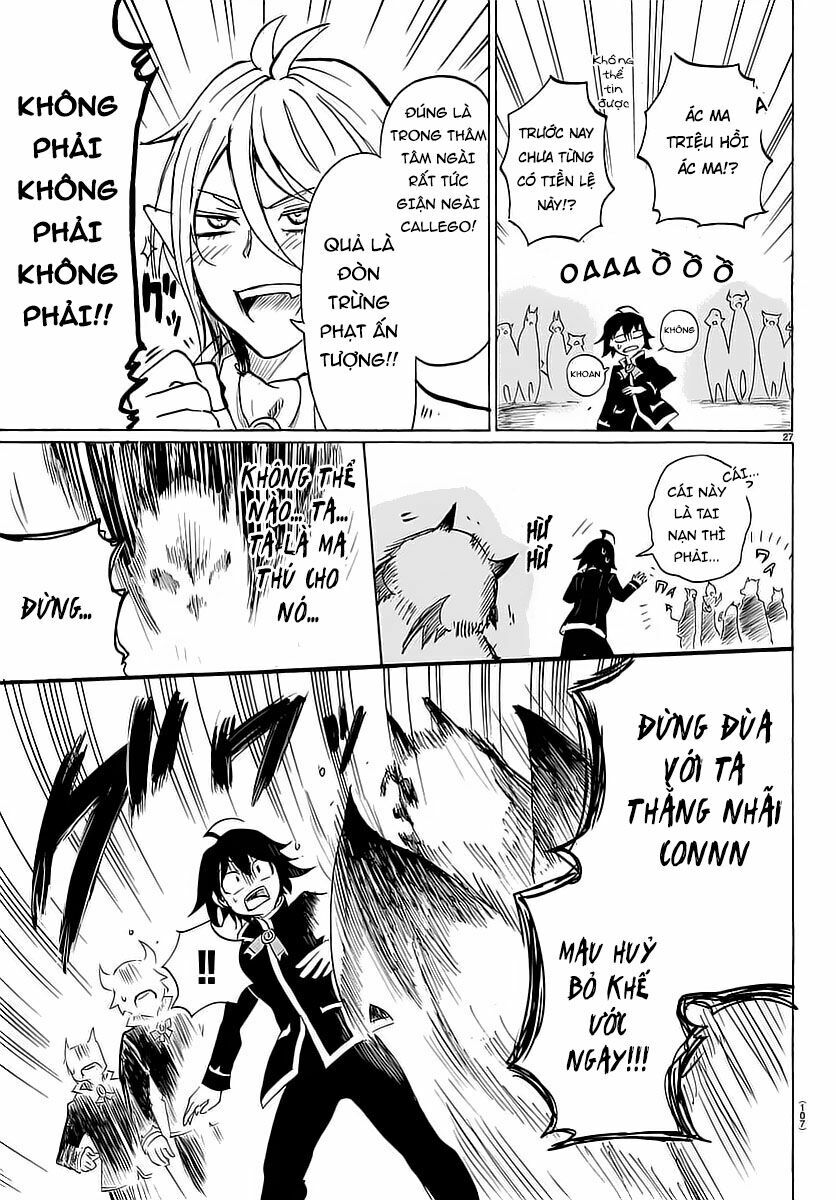 Không
thể
tin
được
ÁC MA
TRIỆU HỒI
ÁC MA!?
TRƯỚC NAY
CHƯA TỪNG
CÓ TIỀN LỆ
NÀY!?
OAAAỒỒỒ
KHÔNG
KHOAN
27
ĐÚNG LÀ
TRONG THÂM
TÂM NGÀI
RẤT TỨC
GIẬN NGÀI
CALLEGO!
QUẢ LÀ
ĐÒN
TRỪNG
PHẠT ẤN
TƯỢNG!!
KHÔNG
PHẢI
KHÔNG
PHẢI
KHÔNG
PHẢI!!
CÁI...
CÁI NÀY
LÀ TAI
NẠN THÌ
PHẢI...
HỪ
HỪ
KHÔNG THỂ
NÀO... TA...
TA LÀ MA
THÚ CHO
NÓ...
ĐỪNG...
ĐỪNG ĐÙA
VỚI TA
THẰNG NHÃI
CONNN
MAU HUỶ
BỎ KHẾ
ƯỚC
NGAY!!!
!!
(107)